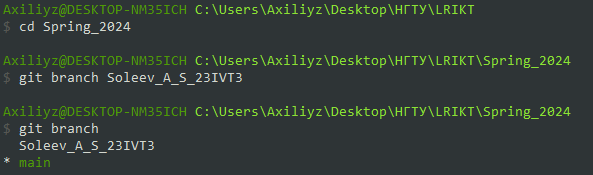 Axiliyz@DESKTOP-NM35ICH C:\Users\Axiliyz\Desktop\НГТУ\LRIKT
$ cd Spring_2024
Axiliyz@DESKTOP-NM35ICH C:\Users\Axiliyz\Desktop\НГТУ\LRIKT\Spring_2024
$ git branch Soleev_A_S_23IVT3
Axiliyz@DESKTOP-NM35ICH C:\Users\Axiliyz\Desktop\НГТУ\LRIKT\Spring_2024
$ git branch
Soleev_A_S_23IVT3
* main